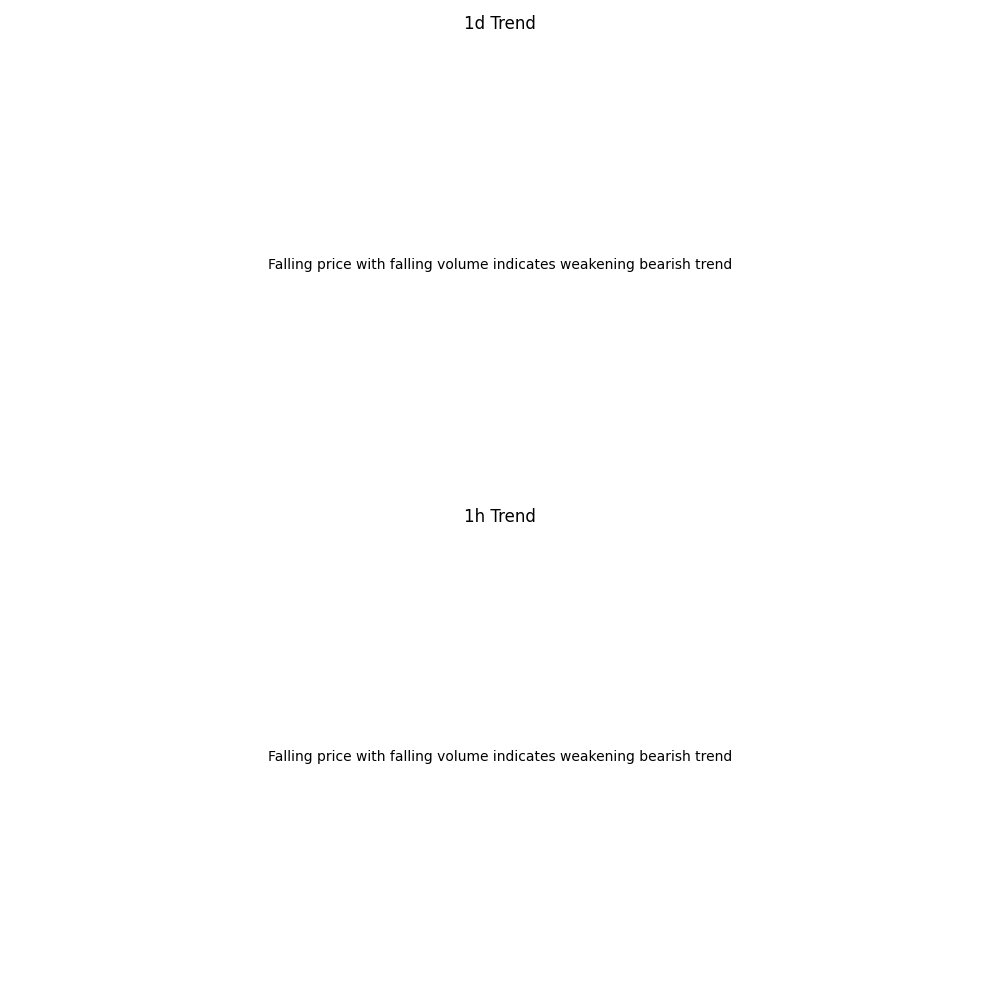 1d Trend
Falling price with falling volume indicates weakening bearish trend
1h Trend
Falling price with falling volume indicates weakening bearish trend